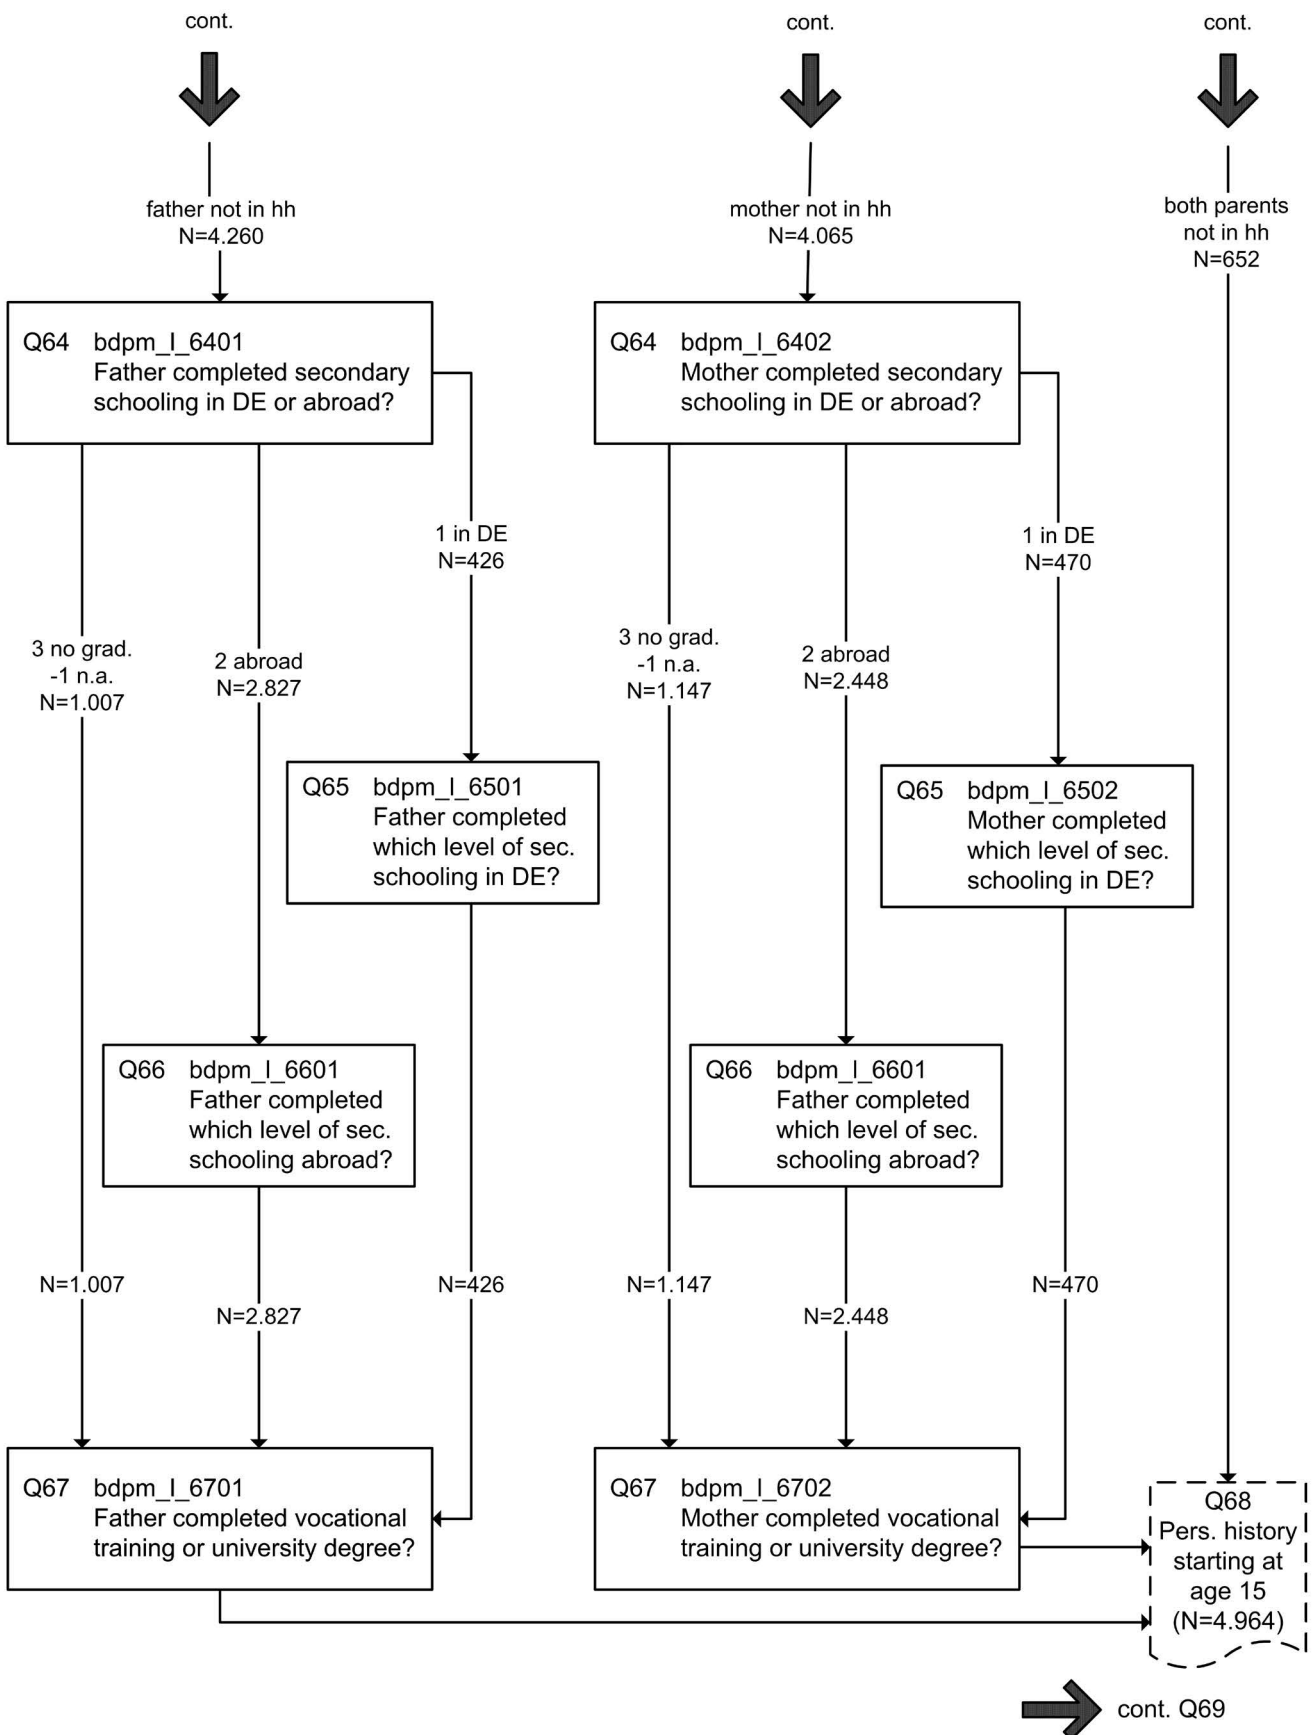 cont.
cont.
cont.
father not in hh
N=4.260
mother not in hh
N=4.065
both parents
not in hh
N=652
Q64 bdpm_l_6401
Father completed secondary
schooling in DE or abroad?
Q64 bdpm_l_6402
Mother completed secondary
schooling in DE or abroad?
1 in DE
N=426
1 in DE
N=470
3 no grad.
-1 n.a.
N=1.007
2 abroad
N=2.827
3 no grad.
-1 n.a.
N=1.147
2 abroad
N=2.448
Q65 bdpm_l_6501
Father completed
which level of sec.
schooling in DE?
Q65 bdpm_l_6502
Mother completed
which level of sec.
schooling in DE?
Q66 bdpm_l_6601
Father completed
which level of sec.
schooling abroad?
Q66 bdpm_l_6601
Father completed
which level of sec.
schooling abroad?
N=1.007
N=2.827
N=426
N=1.147
N=2.448
N=470
Q67 bdpm_l_6701
Father completed vocational
training or university degree?
Q67 bdpm_l_6702
Mother completed vocational
training or university degree?
Q68
Pers. history
starting at
age 15
(N=4.964)
cont. Q69